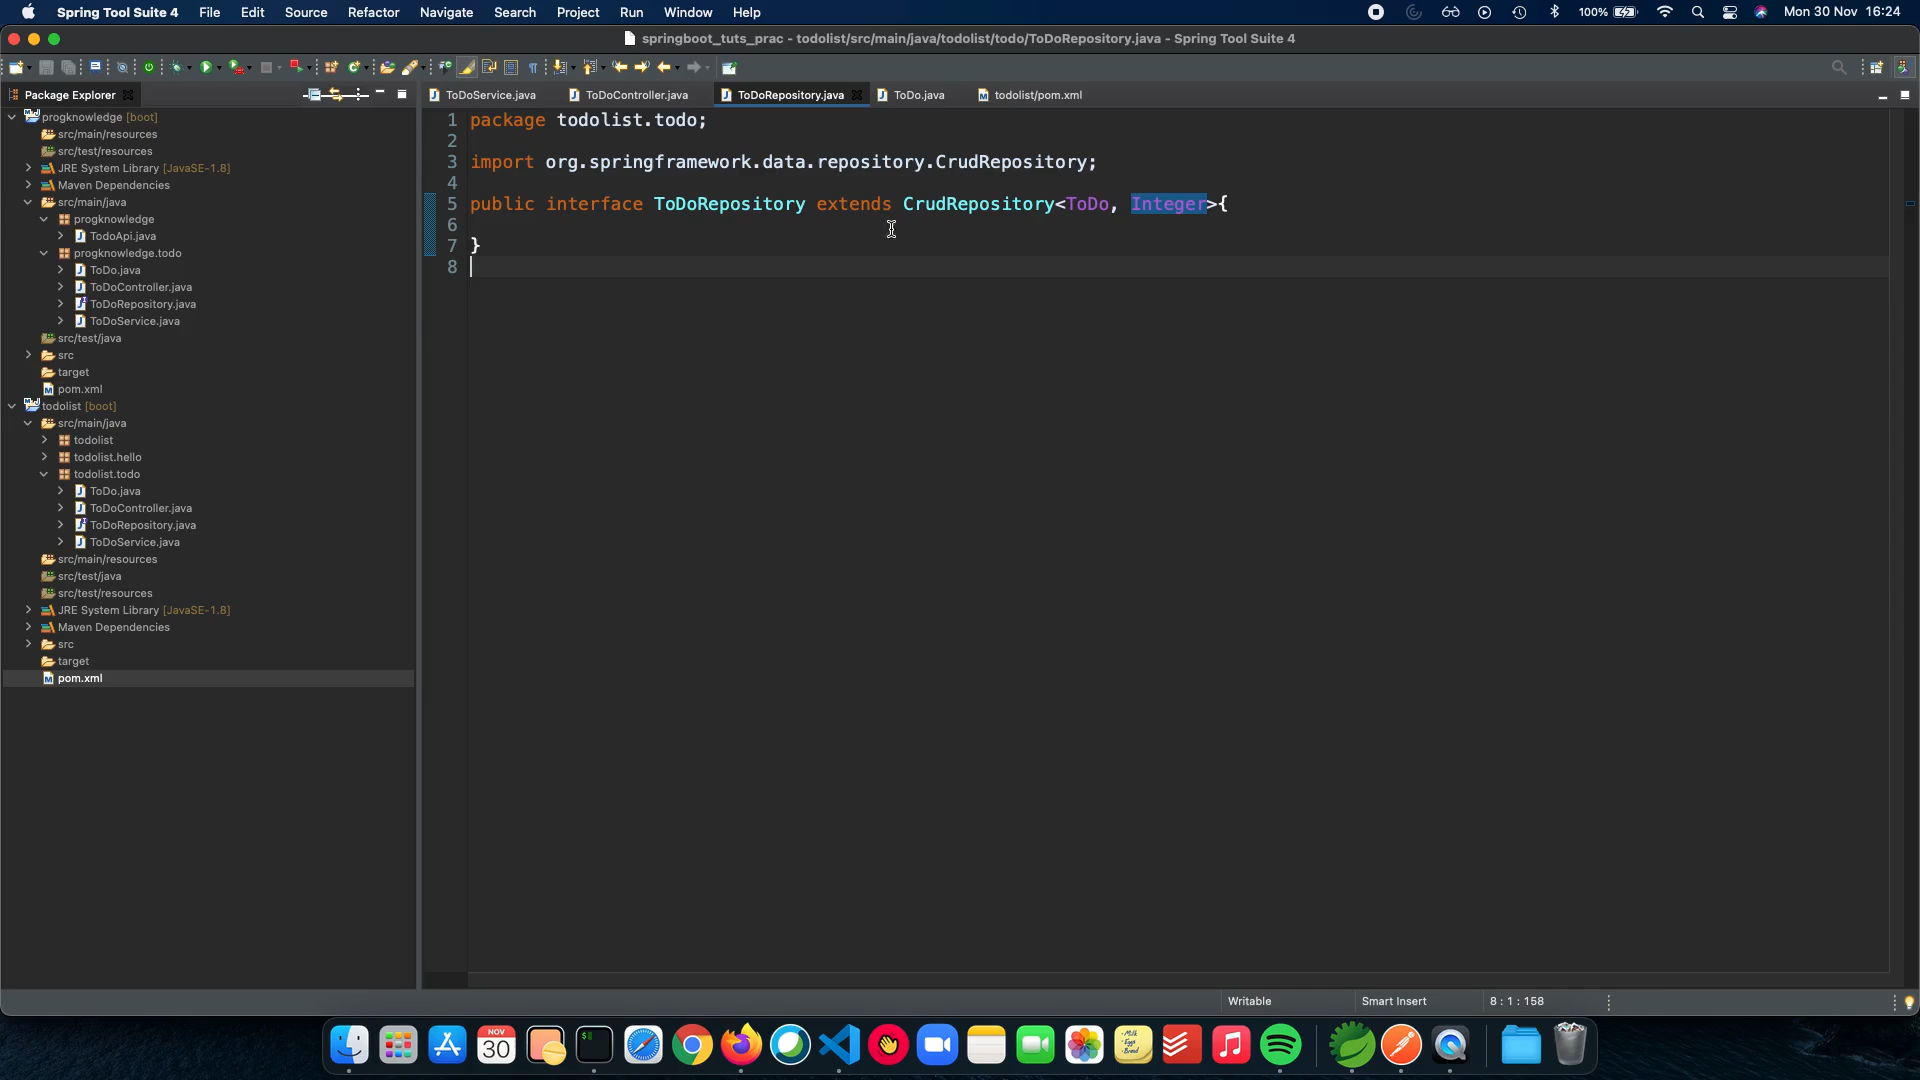 Spring Tool Suite 4 File Edit Source Refactor Navigate Search Project Run Window Help 100% Mon 30 Nov 16:24
springboot_tuts_prac - todolist/src/main/java/todolist/todo/ToDoRepository.java - Spring Tool Suite 4
Package Explorer
ToDoService.java ToDoController.java ToDoRepository.java ToDo.java todolist/pom.xml
progknowledge [boot]
src/main/resources
src/test/resources
JRE System Library [JavaSE-1.8]
Maven Dependencies
src/main/java
progknowledge
TodoApi.java
progknowledge.todo
ToDo.java
ToDoController.java
ToDoRepository.java
ToDoService.java
src/test/java
src
target
pom.xml
todolist [boot]
src/main/java
todolist
todolist.hello
todolist.todo
ToDo.java
ToDoController.java
ToDoRepository.java
ToDoService.java
src/main/resources
src/test/java
src/test/resources
JRE System Library [JavaSE-1.8]
Maven Dependencies
src
target
pom.xml
1 package todolist.todo;
2
3 import org.springframework.data.repository.CrudRepository;
4
5 public interface ToDoRepository extends CrudRepository<ToDo, Integer>{
6
7 }
8
Writable Smart Insert 8 : 1 : 158
NOV
30
Milk
Eggs
Bread